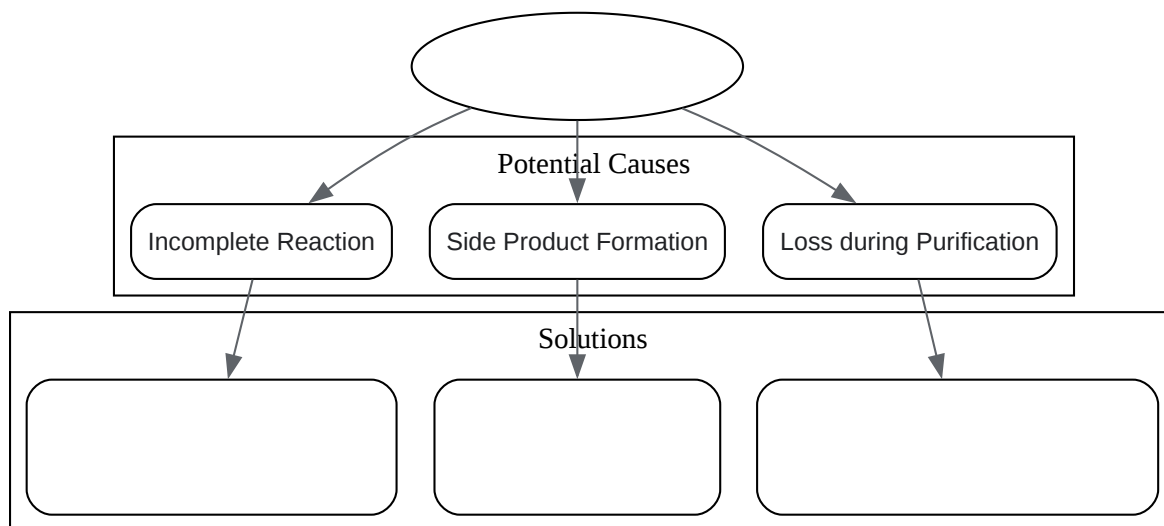 Potential Causes
Incomplete Reaction
Side Product Formation
Loss during Purification
Solutions